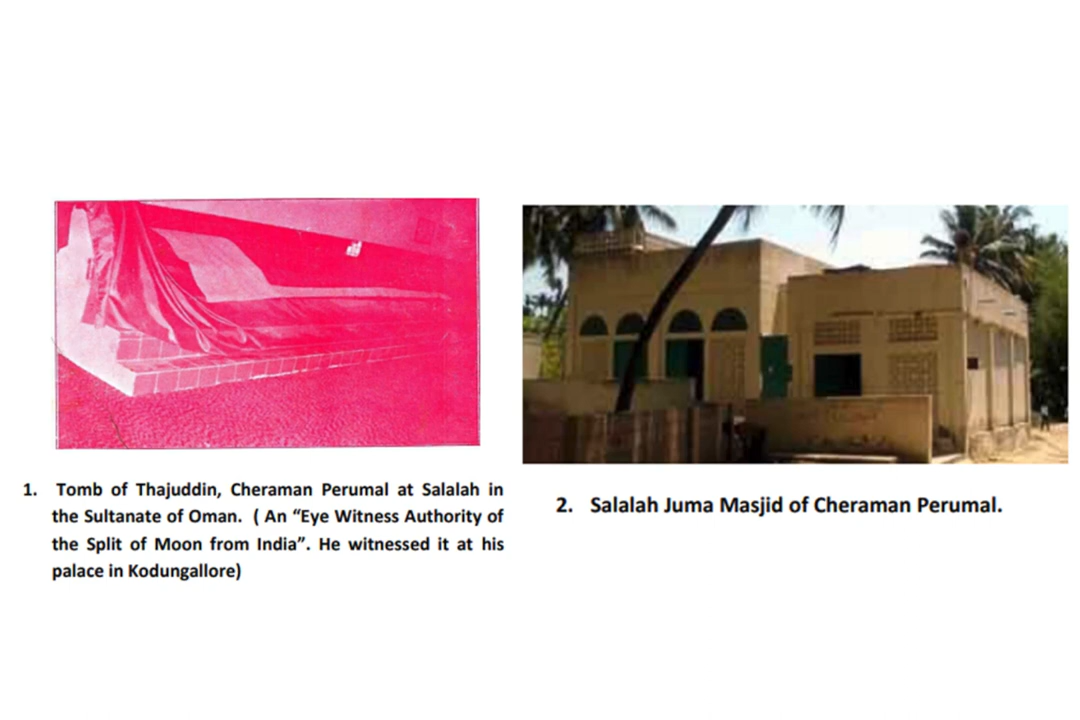 1. Tomb of Thajuddin, Cheraman Perumal at Salalah in
the Sultanate of Oman. ( An “Eye Witness Authority of
the Split of Moon from India”. He witnessed it at his
palace in Kodungallore)
2. Salalah Juma Masjid of Cheraman Perumal.